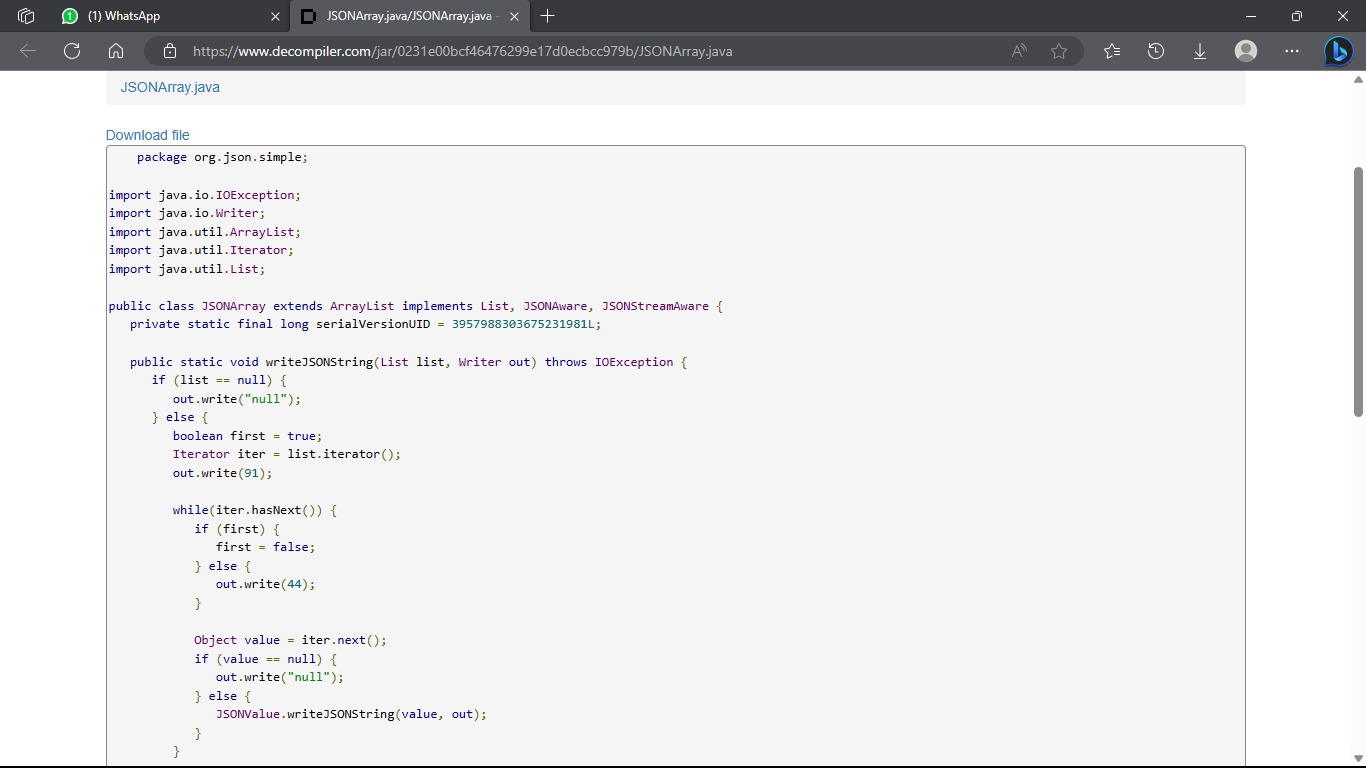 (1) WhatsApp
JSONArray.java/JSONArray.java -
https://www.decompiler.com/jar/0231e00bcf46476299e17d0ecbcc979b/JSONArray.java
JSONArray.java
Download file
package org.json.simple;
import java.io.IOException;
import java.io.Writer;
import java.util.ArrayList;
import java.util.Iterator;
import java.util.List;
public class JSONArray extends ArrayList implements List, JSONAware, JSONStreamAware {
private static final long serialVersionUID = 3957988303675231981L;
public static void writeJSONString(List list, Writer out) throws IOException {
if (list == null) {
out.write("null");
} else {
boolean first = true;
Iterator iter = list.iterator();
out.write(91);
while(iter.hasNext()) {
if (first) {
first = false;
} else {
out.write(44);
}
Object value = iter.next();
if (value == null) {
out.write("null");
} else {
JSONValue.writeJSONString(value, out);
}
}